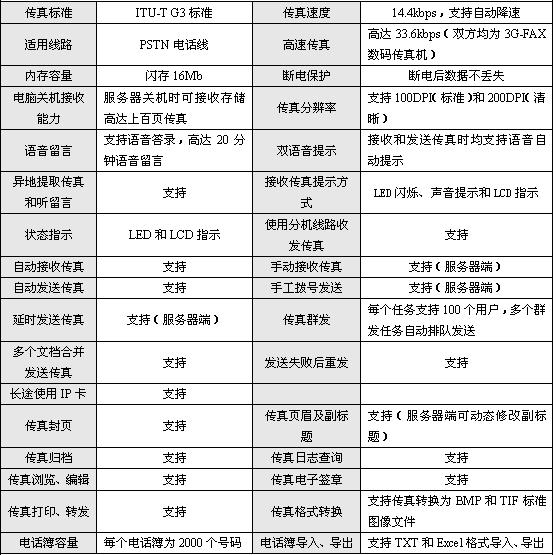 传真标准 ITU-T G3 标准 传真速度 14.4kbps，支持自动降速
适用线路 PSTN 电话线 高速传真 高达 33.6kbps（双方均为 3G-FAX
数码传真机）
内存容量 闪存 16Mb 断电保护 断电后数据不丢失
电脑关机接收
能力
服务器关机时可接收存储
高达上百页传真
传真分辨率
支持 100DPI（标准）和 200DPI（清
晰）
语音留言
支持语音答录，高达 20 分
钟语音留言
双语音提示
接收和发送传真时均支持语音自
动提示
异地提取传真
和听留言
支持
接收传真提示方
式
LED 闪烁、声音提示和 LCD 指示
状态指示 LED 和 LCD 指示
使用分机线路收
发传真
支持
自动接收传真 支持 手动接收传真 支持（服务器端）
自动发送传真 支持 手工拨号发送 支持（服务器端）
延时发送传真 支持（服务器端） 传真群发
每个任务支持 100 个用户，多个群
发任务自动排队发送
多个文档合并
发送传真
支持 发送失败后重发 支持
长途使用 IP 卡 支持
传真封页 支持
传真页眉及副标
题
支持（服务器端可动态修改副标
题）
传真归档 支持 传真日志查询 支持
传真浏览、编辑 支持 传真电子签章 支持
传真打印、转发 支持 传真格式转换
支持传真转换为 BMP 和 TIF 标准
图像文件
电话簿容量 每个电话簿为 2000 个号码 电话簿导入、导出 支持 TXT 和 Excel 格式导入、导出